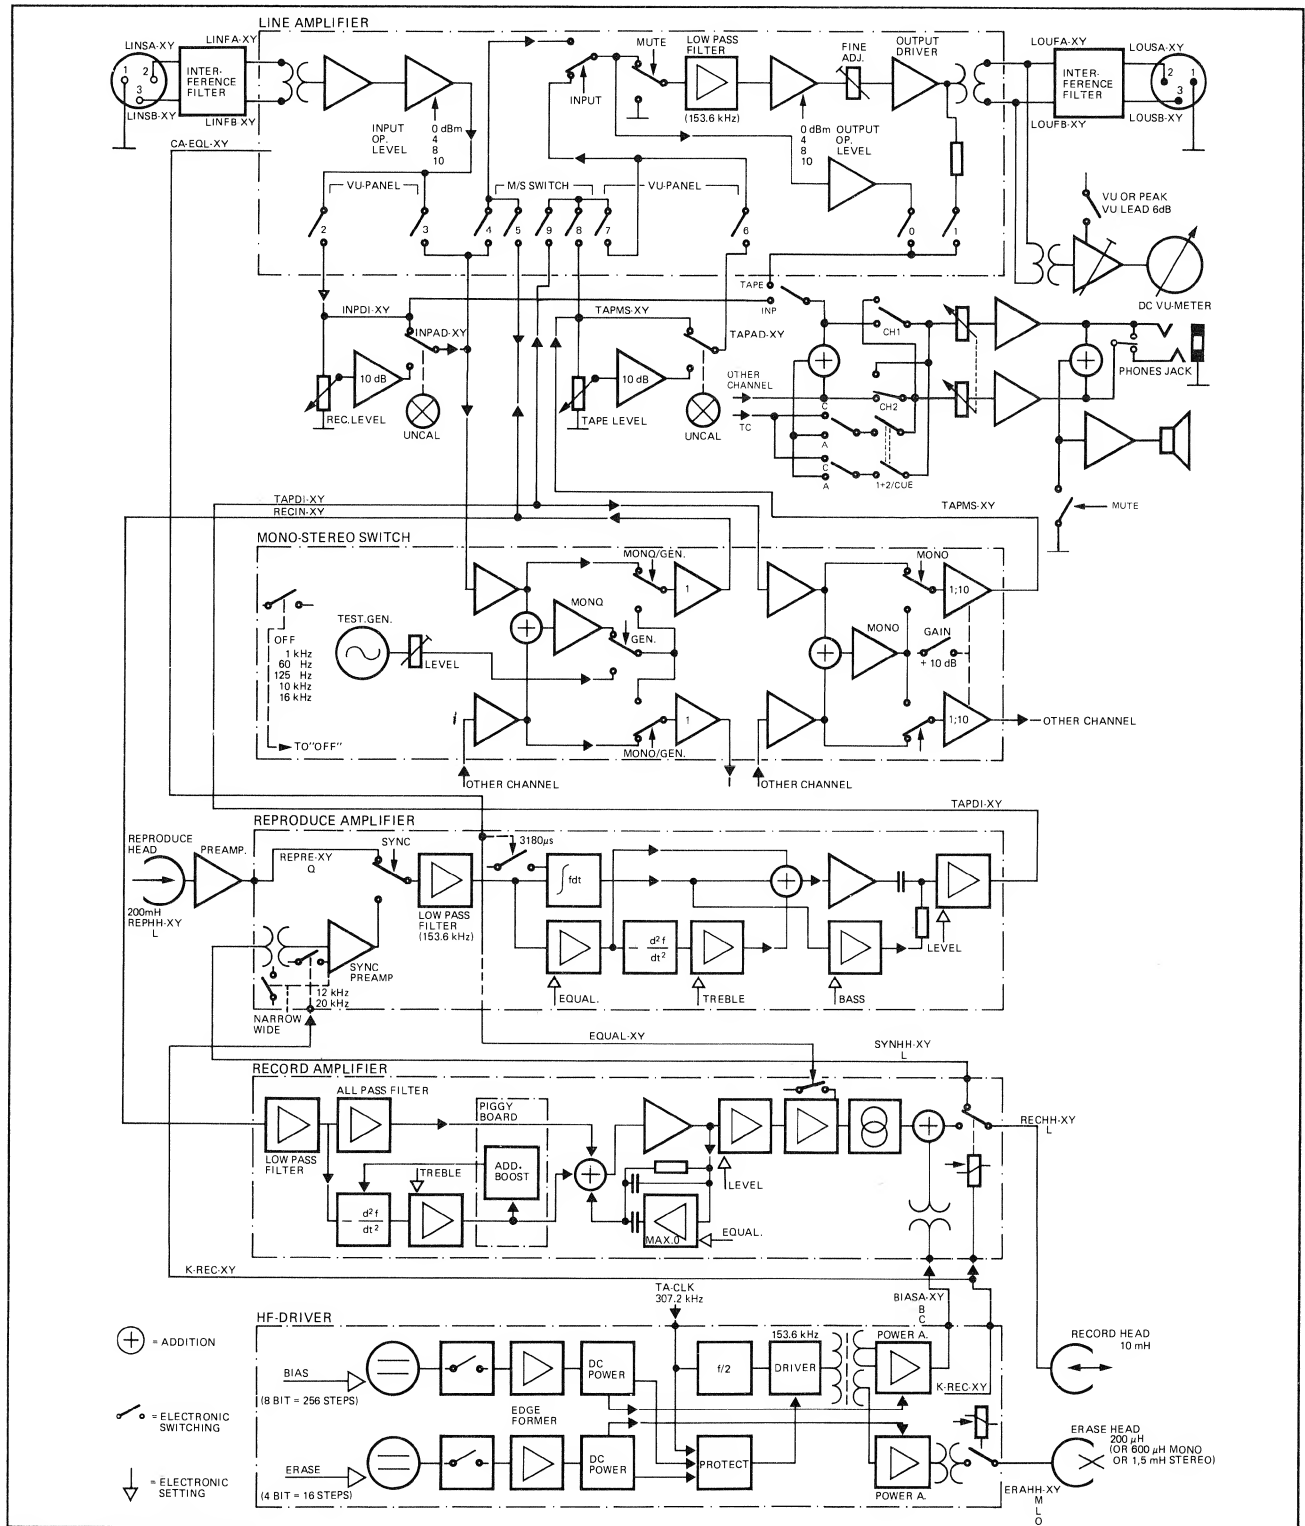 LINE AMPLIFIER
LINSA-XY
LINFA-XY
1
2
3
INTER-
FERENCE
FILTER
LINSB-XY
LINFB-XY
CA-EQL-XY
INPUT
OP.
LEVEL
0 dBm
4
8
10
INPUT
MUTE
LOW PASS
FILTER
(153.6 kHz)
FINE
ADJ.
OUTPUT
DRIVER
0 dBm OUTPUT
4 OP.
8 LEVEL
10
LOUFA-XY
LOUSA-XY
INTER-
FERENCE
FILTER
2
1
3
LOUFB-XY
LOUSB-XY
VU-PANEL
M/S SWITCH
VU-PANEL
2
3
4
5
9
8
7
6
0
1
VU OR PEAK
VU LEAD 6dB
DC VU-METER
TAPE
INP
INPDI-XY
INPAD-XY
TAPMS-XY
TAPAD-XY
10 dB
REC.LEVEL
UNCAL
10 dB
TAPE LEVEL
UNCAL
OTHER
CHANNEL
TC
CH1
CH2
C
A
C
A
1+2/CUE
PHONES JACK
MUTE
TAPDI-XY
RECIN-XY
TAPMS-XY
MONO-STEREO SWITCH
OFF
1 kHz
60 Hz
125 Hz
10 kHz
16 kHz
TO"OFF"
TEST.GEN.
LEVEL
MONO
MONO/GEN.
GEN.
1
1
MONO/GEN.
MONO
MONO
GAIN
+ 10 dB
1;10
1;10
OTHER CHANNEL
OTHER CHANNEL
OTHER CHANNEL
TAPDI-XY
REPRODUCE AMPLIFIER
REPRODUCE
HEAD
PREAMP.
200mH
REPHH-XY
L
REPRE-XY
Q
SYNC
LOW PASS
FILTER
(153.6 kHz)
3180µs
∫fdt
SYNC
PREAMP
12 kHz
20 kHz
NARROW
WIDE
EQUAL.
- d²f
dt²
TREBLE
BASS
LEVEL
EQUAL-XY
SYNHH-XY
L
RECORD AMPLIFIER
ALL PASS FILTER
LOW PASS
FILTER
PIGGY
BOARD
ADD.
BOOST
TREBLE
- d²f
dt²
MAX.0
EQUAL.
LEVEL
RECHH-XY
L
K-REC-XY
TA-CLK
307.2 kHz
BIASA-XY
B
C
HF-DRIVER
= ADDITION
= ELECTRONIC
SWITCHING
= ELECTRONIC
SETTING
BIAS
(8 BIT = 256 STEPS)
EDGE
FORMER
DC
POWER
f/2
153.6 kHz
DRIVER
POWER A.
K-REC-XY
ERASE
(4 BIT = 16 STEPS)
DC
POWER
PROTECT
POWER A.
RECORD HEAD
10 mH
ERASE HEAD
200 µH
(OR 600 µH MONO
OR 1,5 mH STEREO)
ERAHH-XY
M
L
O